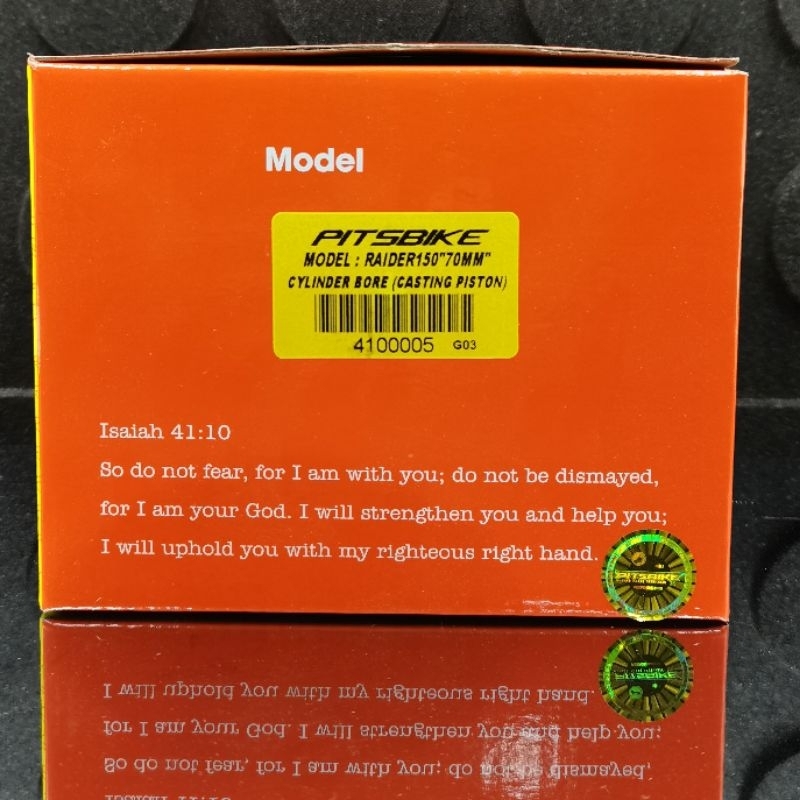 Model
PITSBIKE
MODEL : RAIDER150"70MM"
CYLINDER BORE (CASTING PISTON)
4100005 G03
Isaiah 41:10
So do not fear, for I am with you; do not be dismayed,
for I am your God. I will strengthen you and help you;
I will uphold you with my righteous right hand.
PITSBIKE